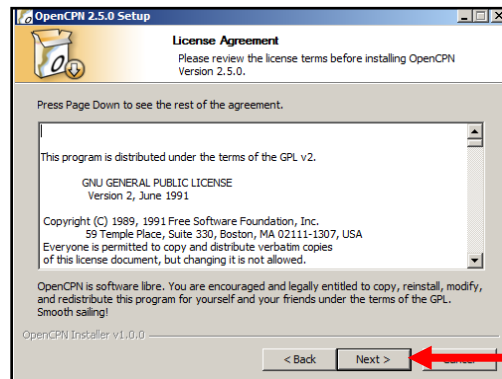 OpenCPN 2.5.0 Setup
License Agreement
Please review the license terms before installing OpenCPN
Version 2.5.0.
Press Page Down to see the rest of the agreement.
This program is distributed under the terms of the GPL v2.
GNU GENERAL PUBLIC LICENSE
Version 2, June 1991
Copyright (C) 1989, 1991 Free Software Foundation, Inc.
59 Temple Place, Suite 330, Boston, MA 02111-1307, USA
Everyone is permitted to copy and distribute verbatim copies
of this license document, but changing it is not allowed.
OpenCPN is software libre. You are encouraged and legally entitled to copy, reinstall, modify,
and redistribute this program for yourself and your friends under the terms of the GPL.
Smooth sailing!
OpenCPN Installer v1.0.0
< Back Next >